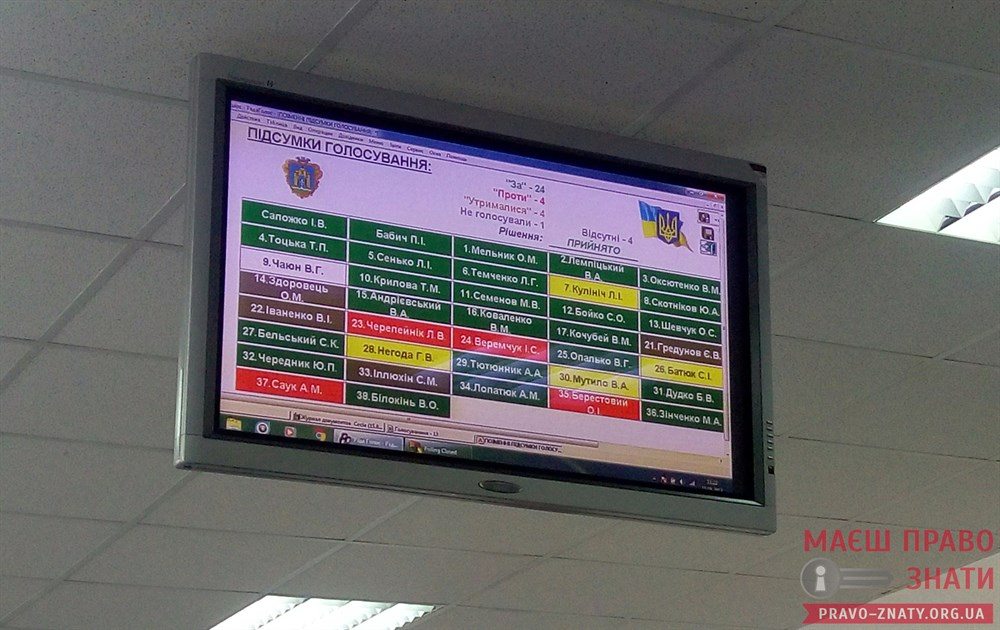 ПІДСУМКИ ГОЛОСУВАННЯ:
"За" - 24
"Проти" - 4
"Утрималися" - 4
Не голосували - 1
Відсутні - 4
Рішення: ПРИЙНЯТО
Сапожко І.В. Бабич П.І. 1.Мельник О.М. 2.Лемпіцький В.А. 3.Оксютенко В.М.
4.Тоцька Т.П. 5.Сенько Л.І. 6.Темченко Л.Г. 7.Кулініч Л.І. 8.Скотніков Ю.А.
9.Чаюн В.Г. 10.Крилова Т.М. 11.Семенов М.В. 12.Бойко С.О. 13.Шевчук О.С.
14.Здоровець О.М. 15.Андрієвський В.А. 16.Коваленко В.М. 17.Кочубей В.М. 21.Гредунов Є.В.
22.Іваненко В.І. 23.Черепейнік Л.В. 24.Веремчук І.С. 25.Опалько В.Г. 26.Батюк С.І.
27.Бельський С.К. 28.Негода Г.В. 29.Тютюнник А.А. 30.Мутило В.А. 31.Дудко Б.В.
32.Чередник Ю.П. 33.Іллюхін С.М. 34.Лопатюк А.М. 35.Берестовий О.І. 36.Зінченко М.А.
37.Саук А.М. 38.Білокінь В.О.
Polling Closed
МАЄШ ПРАВО
ЗНАТИ
PRAVO-ZNATY.ORG.UA